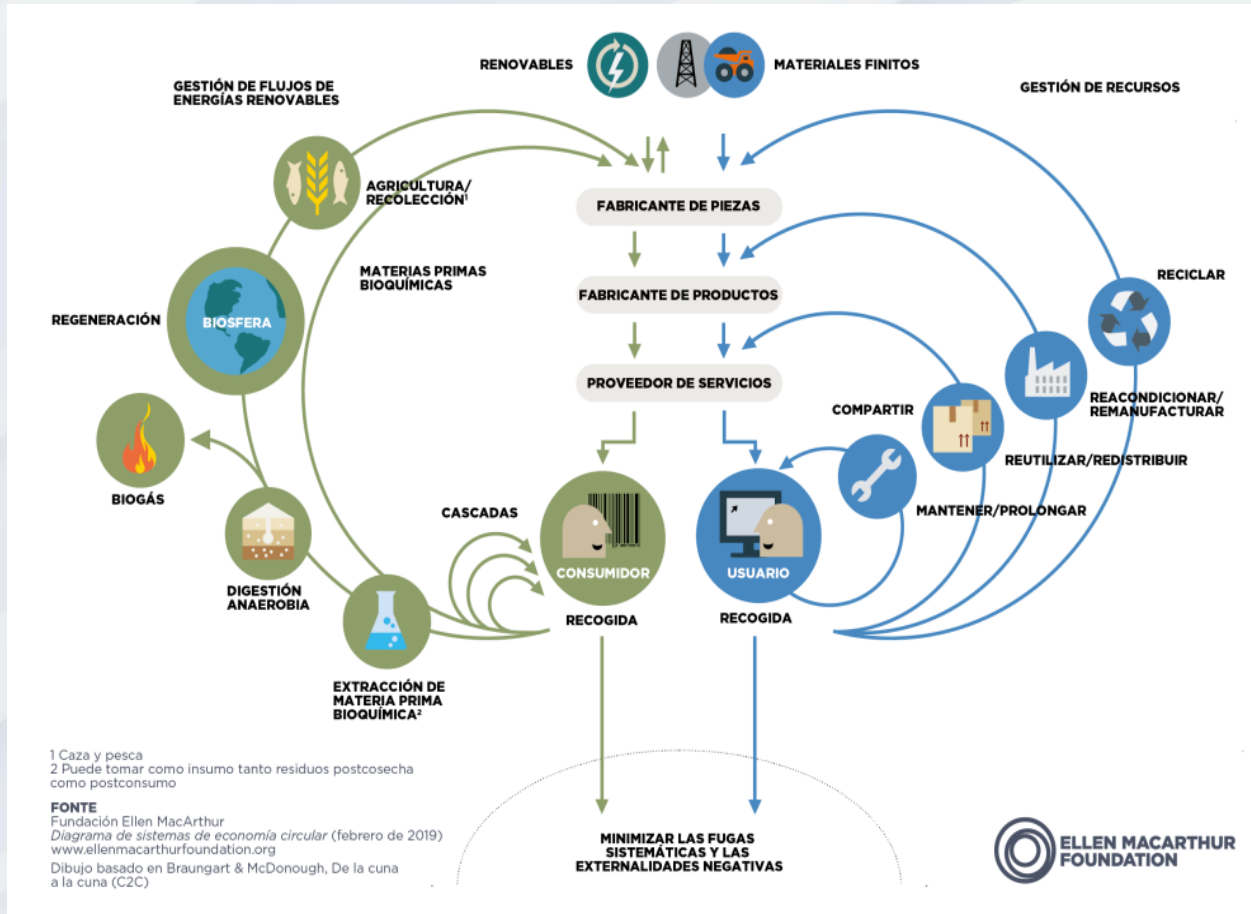 RENOVABLES
MATERIALES FINITOS
GESTIÓN DE FLUJOS DE
ENERGÍAS RENOVABLES
GESTIÓN DE RECURSOS
AGRICULTURA/
RECOLECCIÓN¹
FABRICANTE DE PIEZAS
MATERIAS PRIMAS
BIOQUÍMICAS
RECICLAR
FABRICANTE DE PRODUCTOS
REGENERACIÓN
BIOSFERA
PROVEEDOR DE SERVICIOS
REACONDICIONAR/
REMANUFACTURAR
COMPARTIR
REUTILIZAR/REDISTRIBUIR
BIOGÁS
CASCADAS
MANTENER/PROLONGAR
CONSUMIDOR
USUARIO
DIGESTIÓN
ANAEROBIA
RECOGIDA
RECOGIDA
EXTRACCIÓN DE
MATERIA PRIMA
BIOQUÍMICA²
1 Caza y pesca
2 Puede tomar como insumo tanto residuos postcosecha
como postconsumo
FONTE
Fundación Ellen MacArthur
Diagrama de sistemas de economía circular (febrero de 2019)
www.ellenmacarthurfoundation.org
Dibujo basado en Braungart & McDonough, De la cuna
a la cuna (C2C)
MINIMIZAR LAS FUGAS
SISTEMÁTICAS Y LAS
EXTERNALIDADES NEGATIVAS
ELLEN MACARTHUR
FOUNDATION